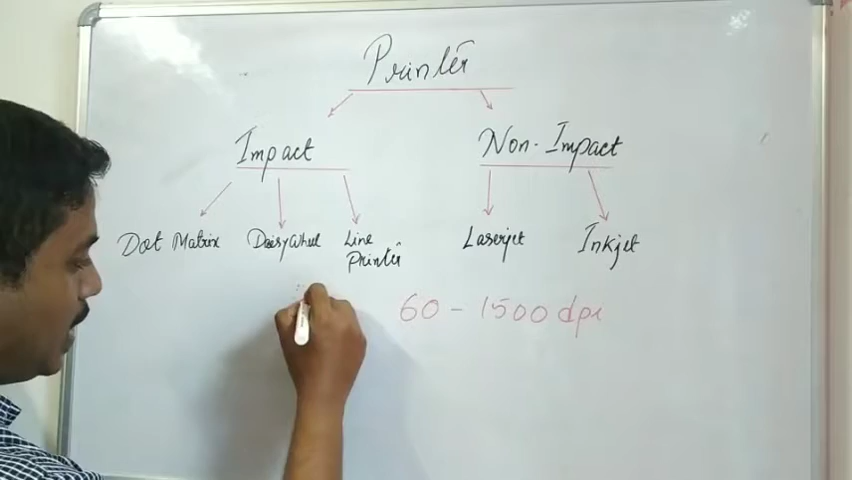 Printer
Impact
Non-Impact
Dot Matrix
Daisywheel
Line
Printer
Laserjet
Inkjet
60 - 1500 dpi